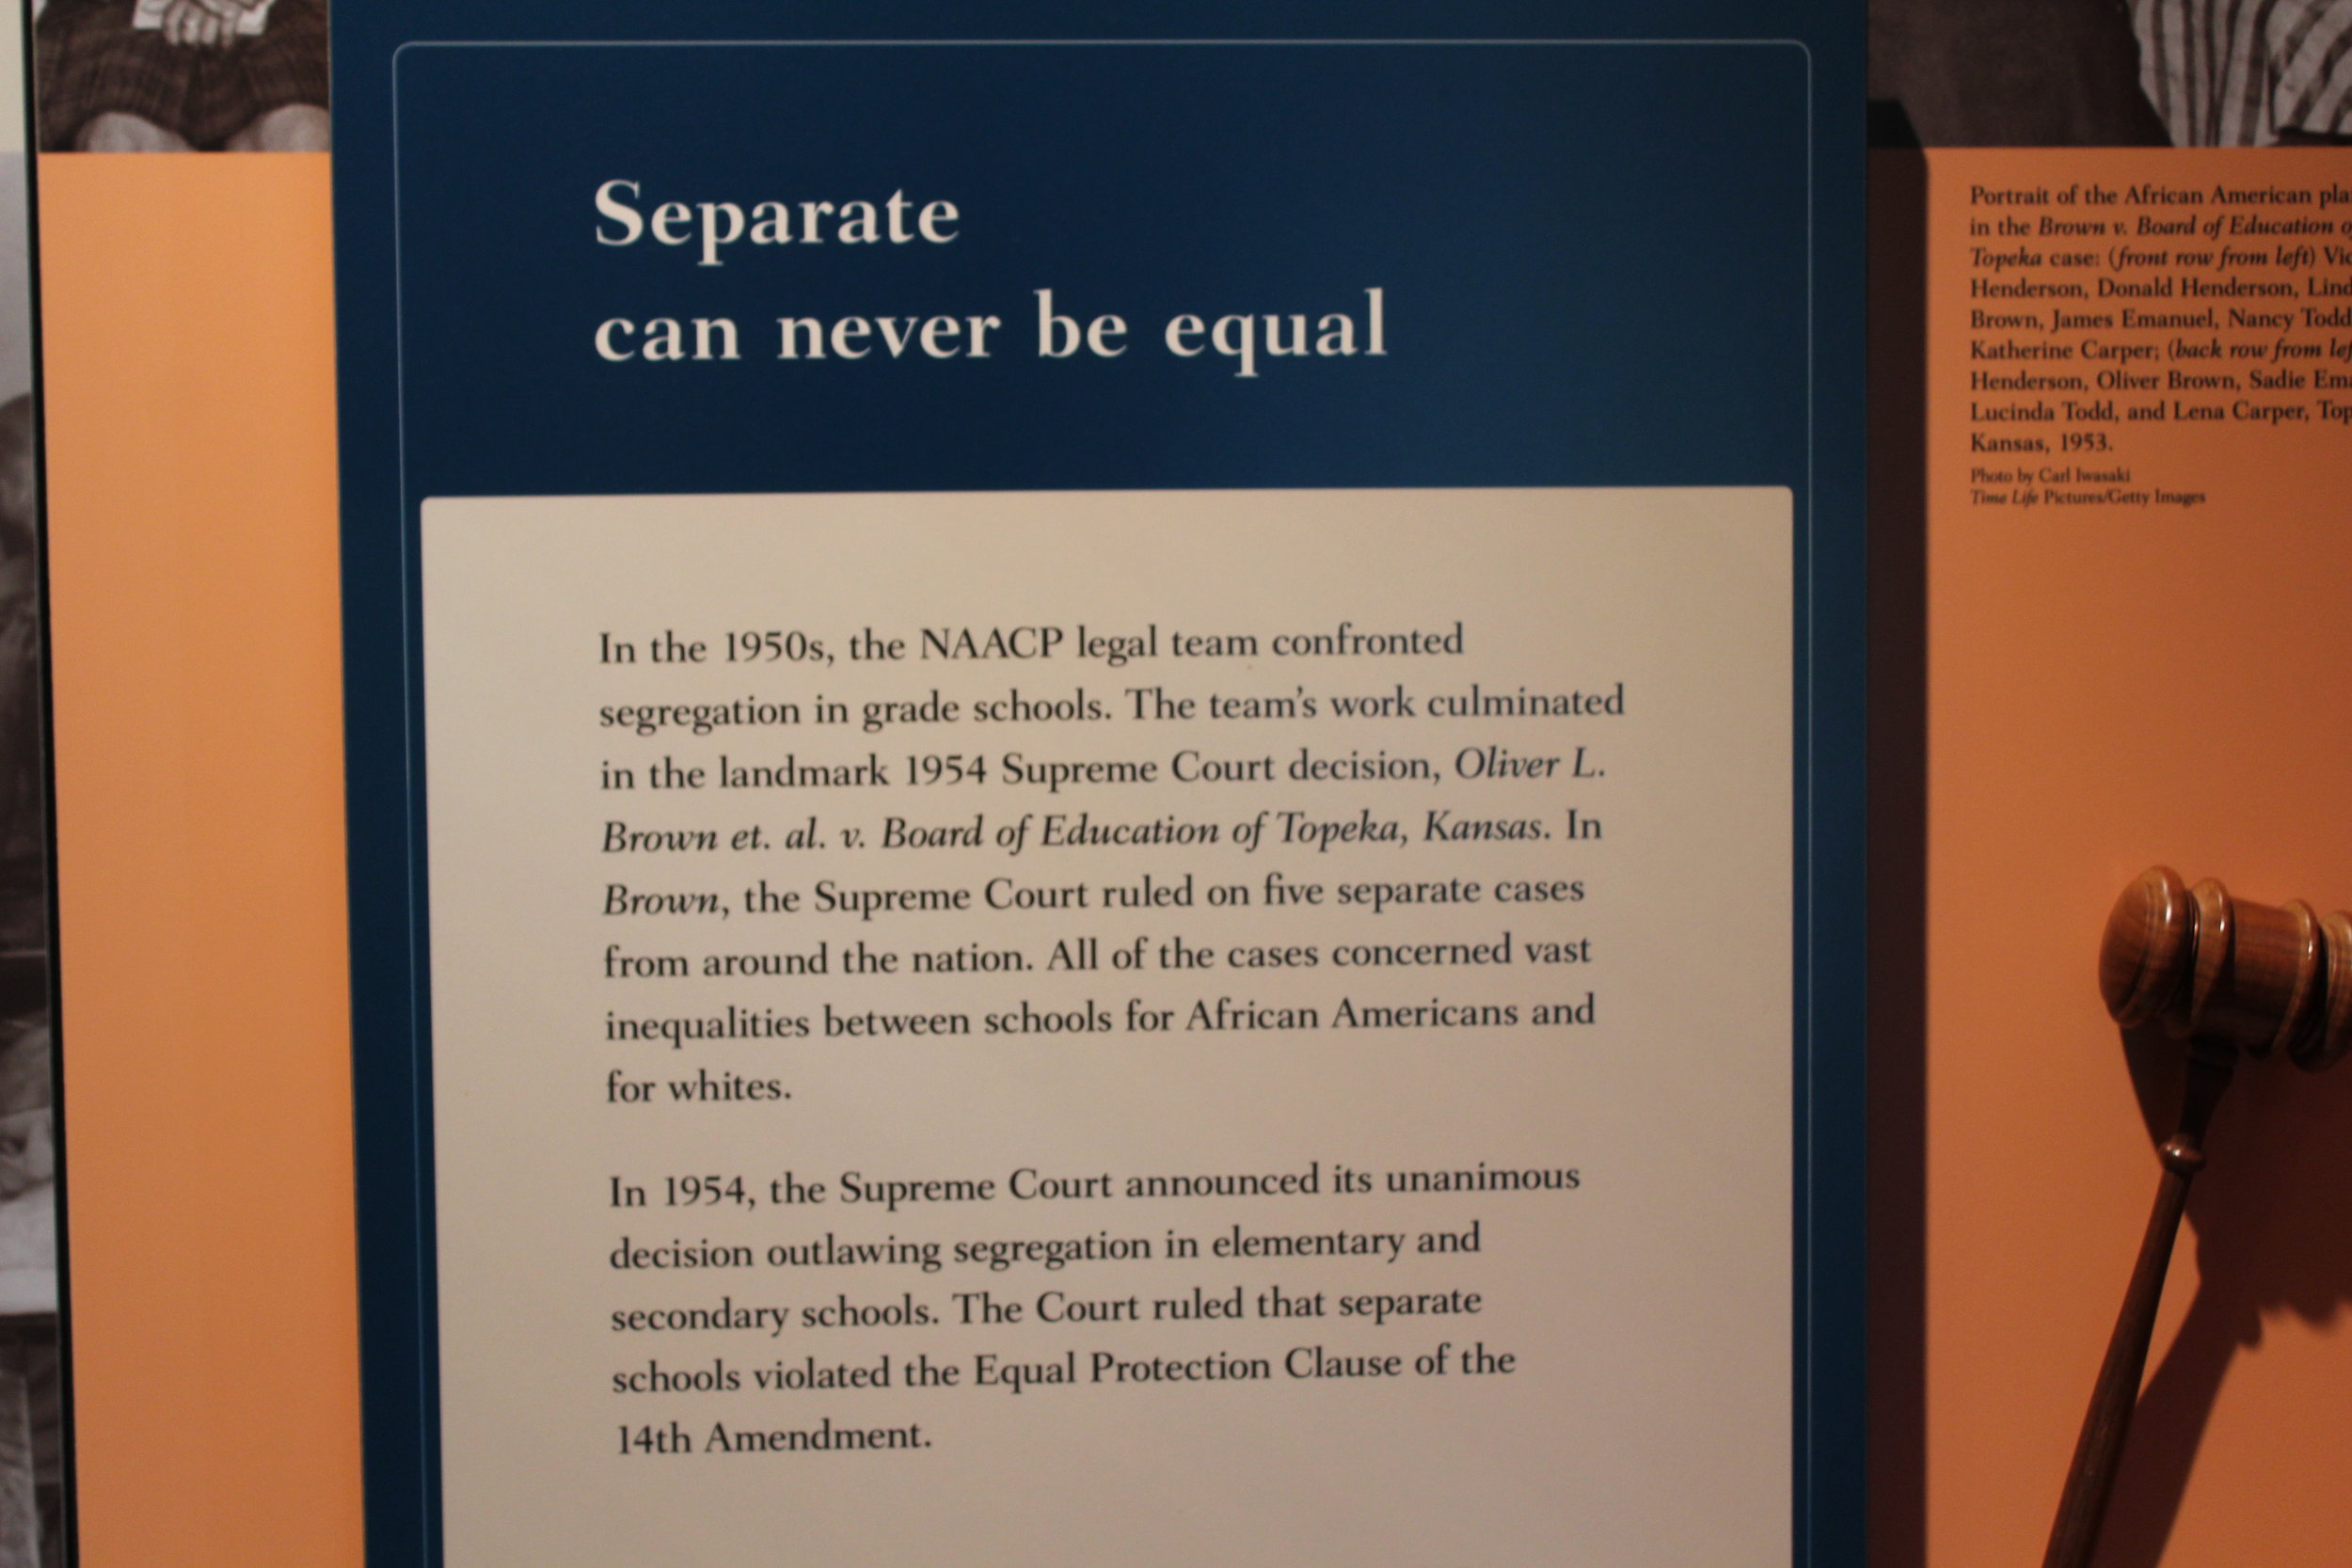 Separate
can never be equal
In the 1950s, the NAACP legal team confronted
segregation in grade schools. The team's work culminated
in the landmark 1954 Supreme Court decision, Oliver L.
Brown et. al. v. Board of Education of Topeka, Kansas. In
Brown, the Supreme Court ruled on five separate cases
from around the nation. All of the cases concerned vast
inequalities between schools for African Americans and
for whites.
In 1954, the Supreme Court announced its unanimous
decision outlawing segregation in elementary and
secondary schools. The Court ruled that separate
schools violated the Equal Protection Clause of the
14th Amendment.
Portrait of the African American
in the Brown v. Board of Education
Topeka case: (front row from left)
Henderson, Donald Henderson,
Brown, James Emanuel, Nancy Todd
Katherine Carper; (back row from
Henderson, Oliver Brown, Sadie
Lucinda Todd, and Lena Carper,
Kansas, 1953.
Photo by Carl Iwasaki
Time Life Pictures/Getty Images